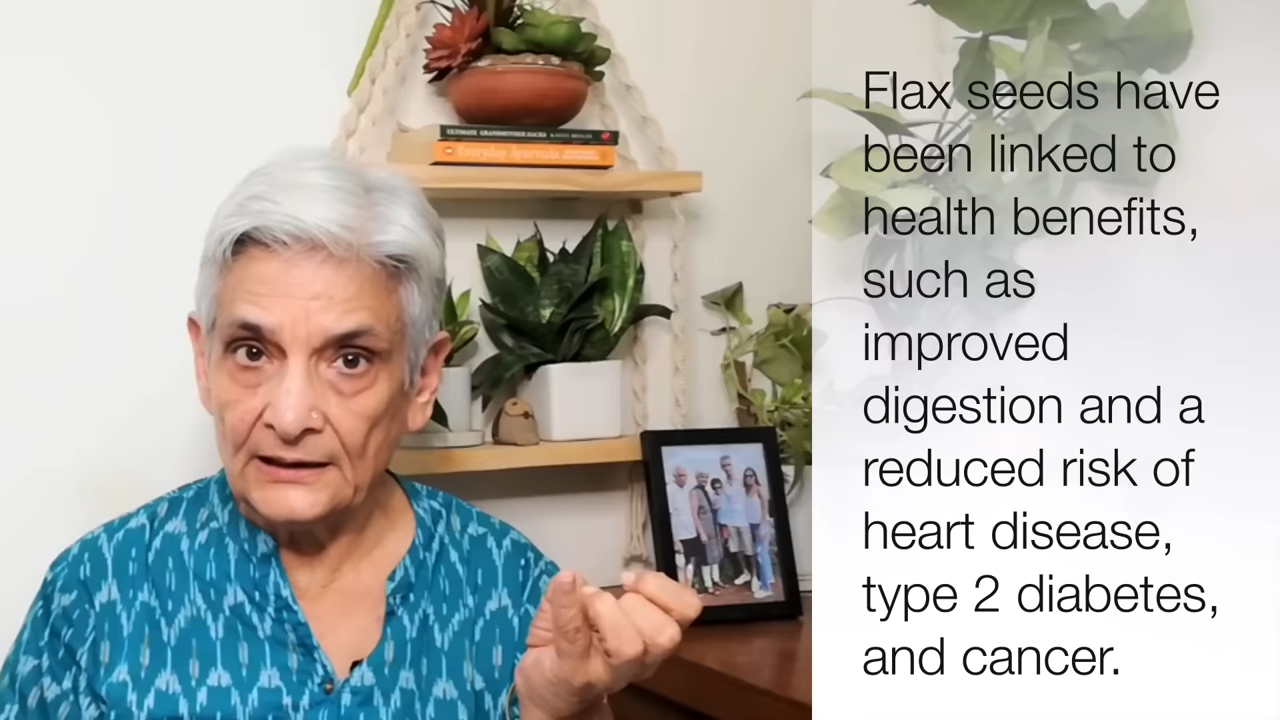 ULTIMATE GRANDMOTHER HACKS
Everyday Ayurveda
Flax seeds have
been linked to
health benefits,
such as
improved
digestion and a
reduced risk of
heart disease,
type 2 diabetes,
and cancer.